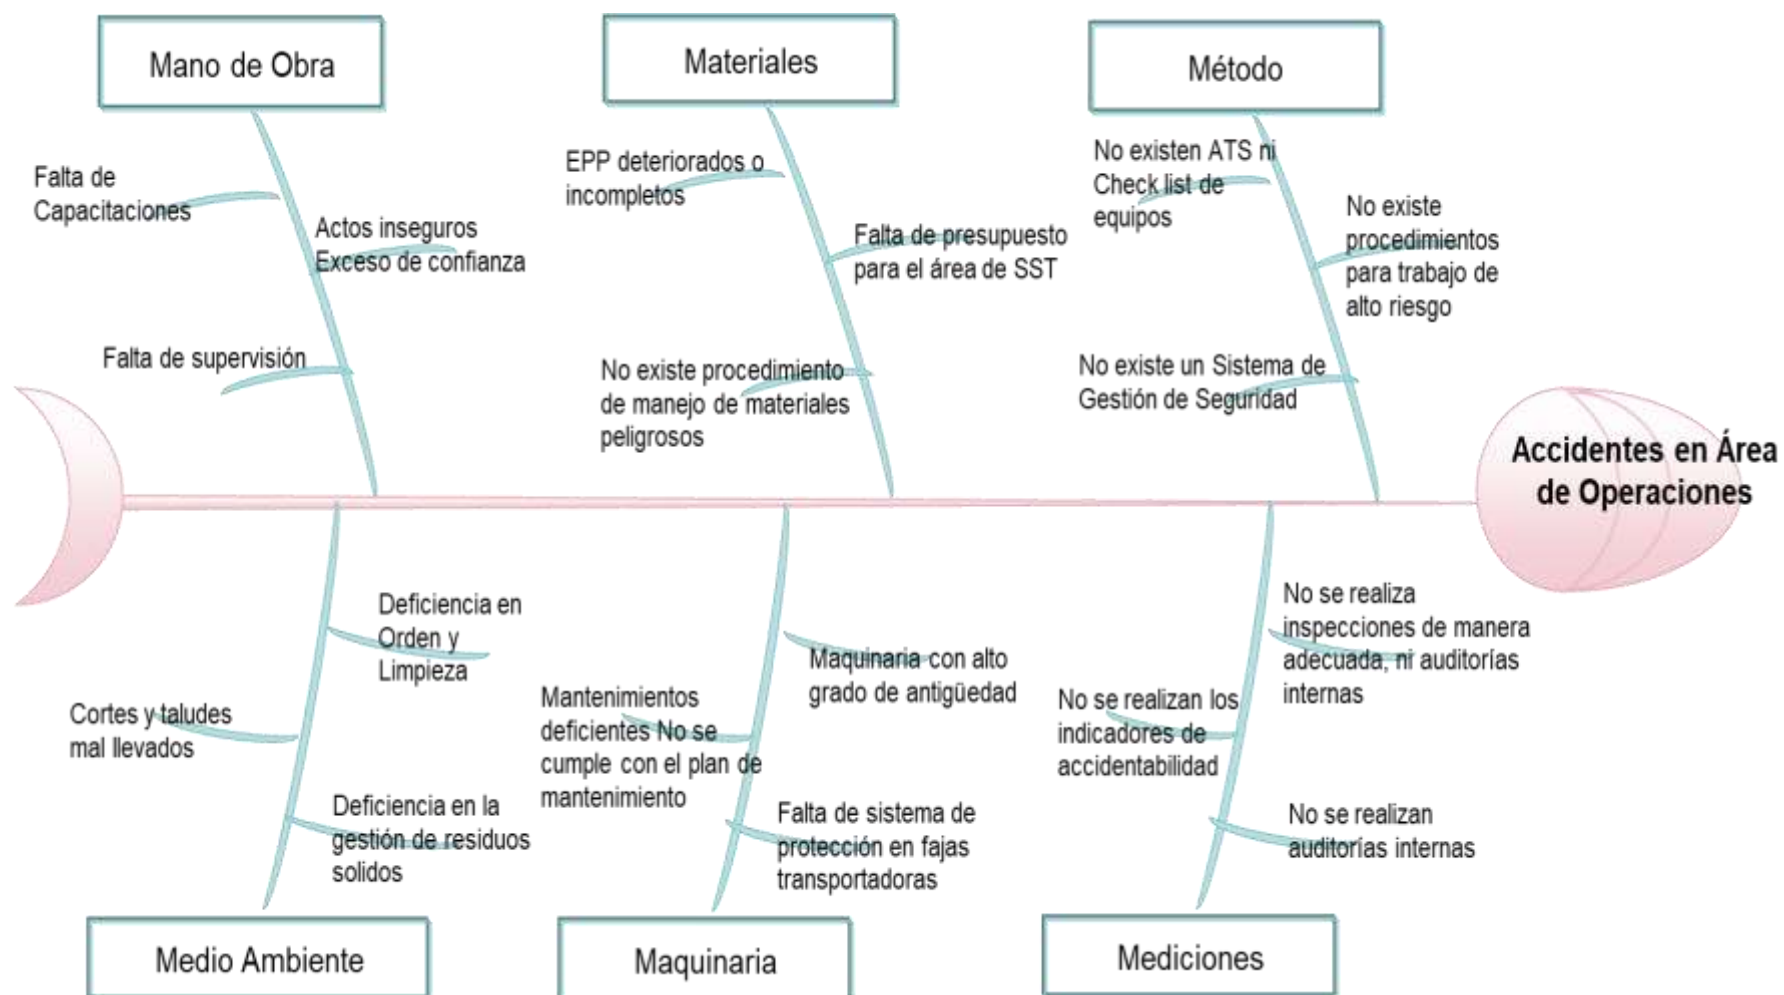 Mano de Obra
Materiales
Método
Falta de
Capacitaciones
Actos inseguros
Exceso de confianza
Falta de supervisión
EPP deteriorados o
incompletos
Falta de presupuesto
para el área de SST
No existe procedimiento
de manejo de materiales
peligrosos
No existen ATS ni
Check list de
equipos
No existe
procedimientos
para trabajo de
alto riesgo
No existe un Sistema de
Gestión de Seguridad
Accidentes en Área
de Operaciones
Deficiencia en
Orden y
Limpieza
Cortes y taludes
mal llevados
Deficiencia en la
gestión de residuos
solidos
Maquinaria con alto
grado de antigüedad
Mantenimientos
deficientes No se
cumple con el plan de
mantenimiento
Falta de sistema de
protección en fajas
transportadoras
No se realiza
inspecciones de manera
adecuada, ni auditorías
internas
No se realizan los
indicadores de
accidentabilidad
No se realizan
auditorías internas
Medio Ambiente
Maquinaria
Mediciones